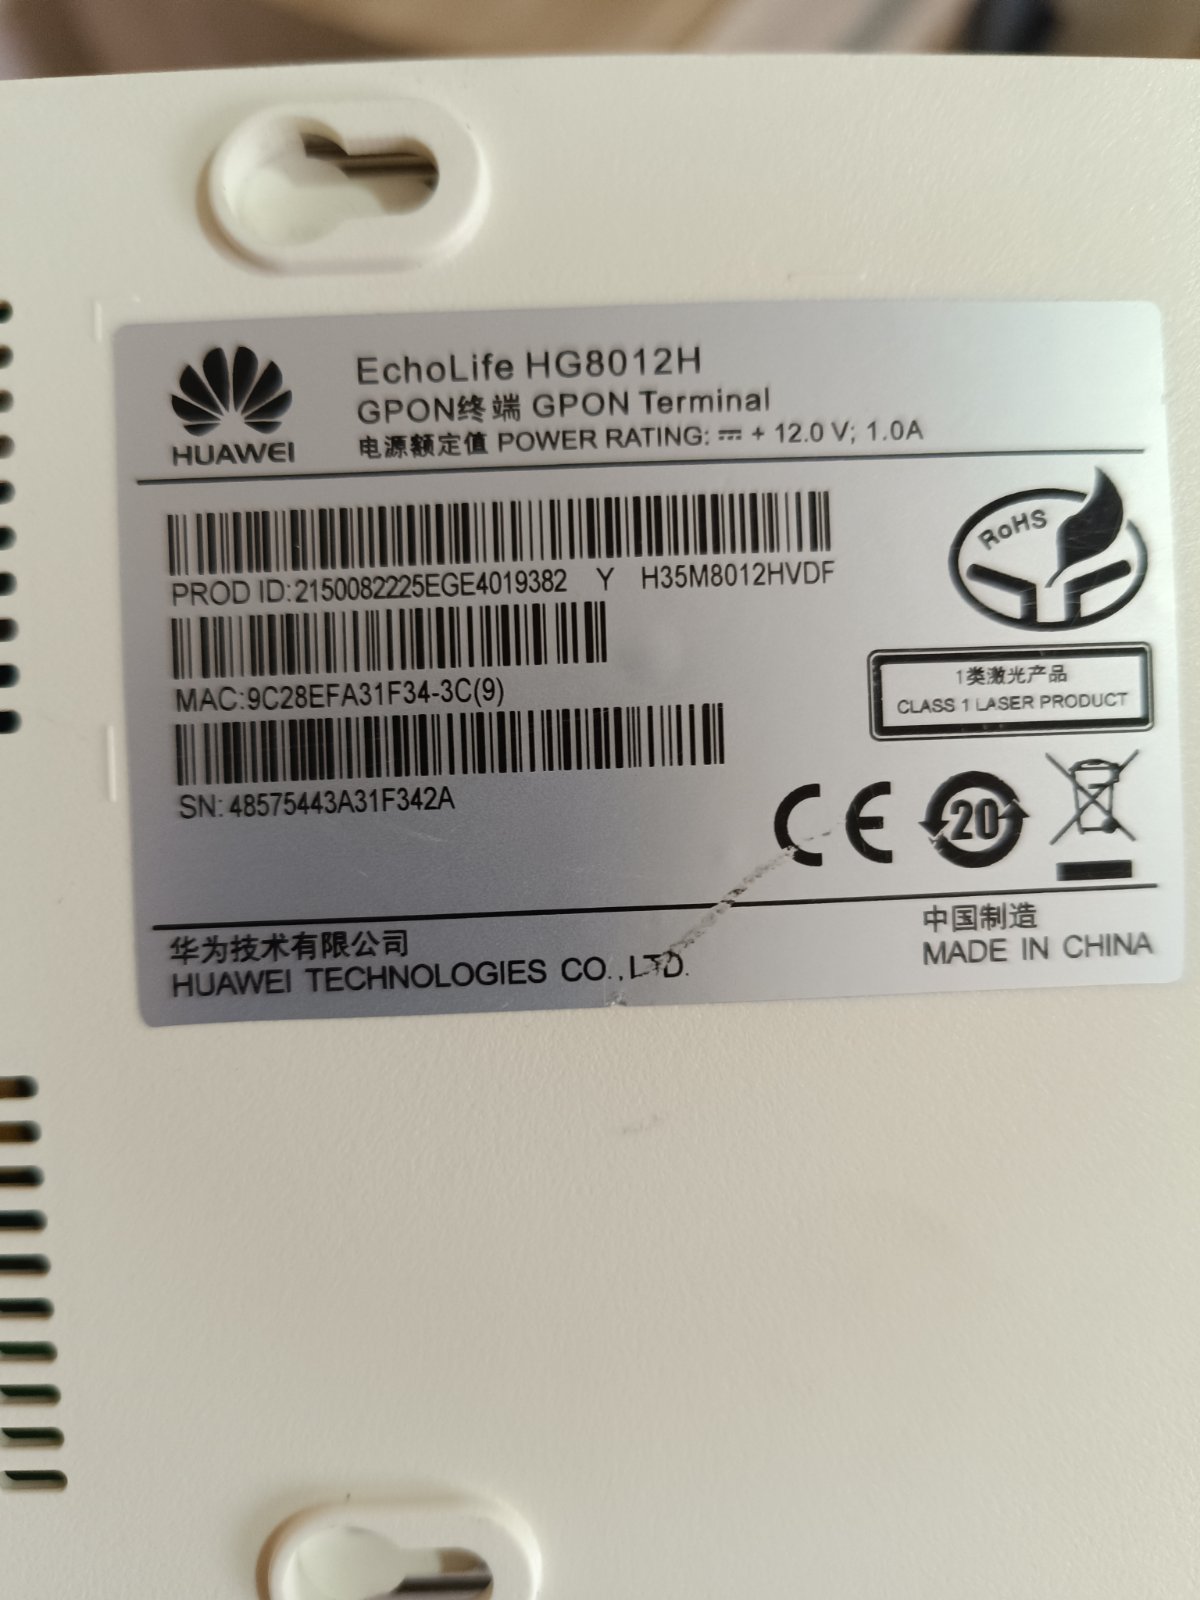 HUAWEI
EchoLife HG8012H
GPON终端 GPON Terminal
电源额定值 POWER RATING: ⎓ + 12.0 V; 1.0A
PROD ID:2150082225EGE4019382 Y H35M8012HVDF
MAC:9C28EFA31F34-3C(9)
SN: 48575443A31F342A
RoHS
1类激光产品
CLASS 1 LASER PRODUCT
CE
20
华为技术有限公司
HUAWEI TECHNOLOGIES CO.,LTD.
中国制造
MADE IN CHINA